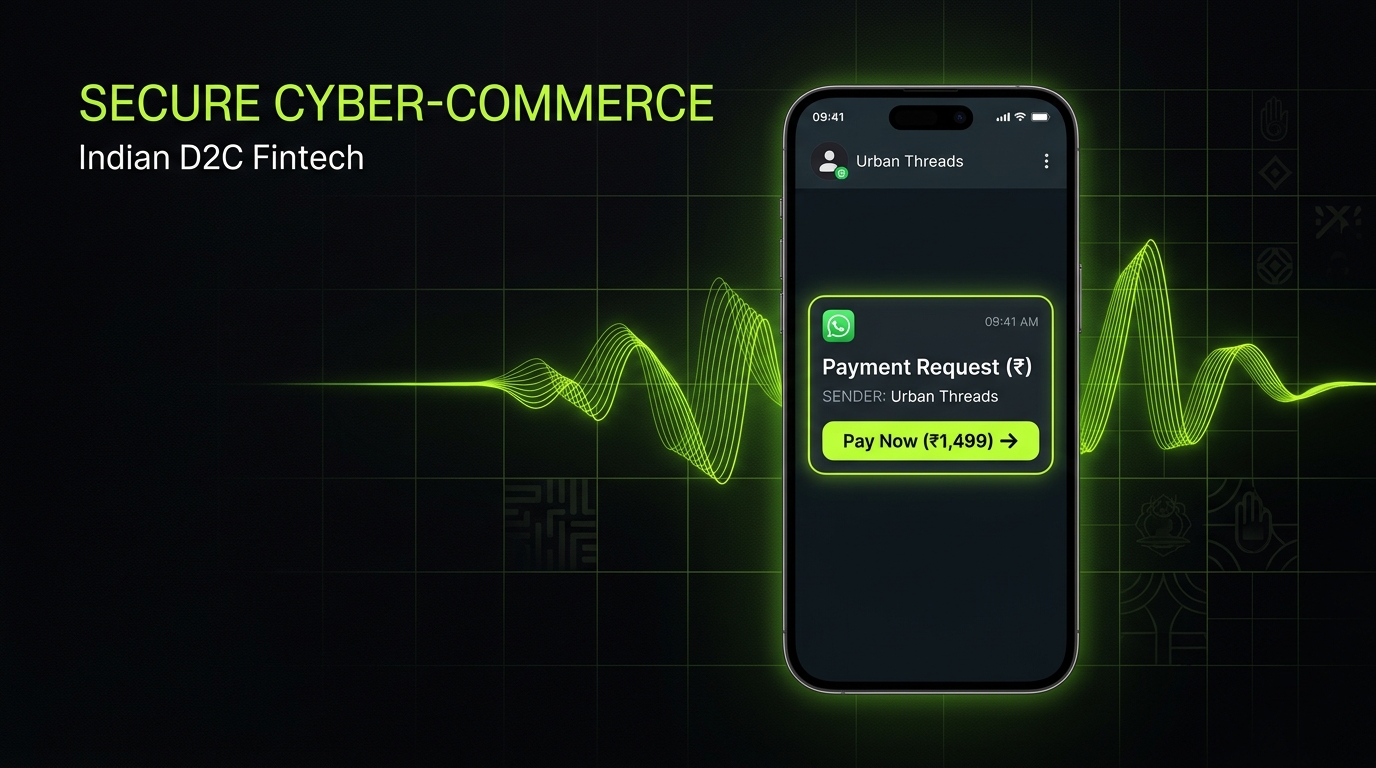 SECURE CYBER-COMMERCE
Indian D2C Fintech
09:41
Urban Threads
09:41 AM
Payment Request (₹)
SENDER: Urban Threads
Pay Now (₹1,499) →